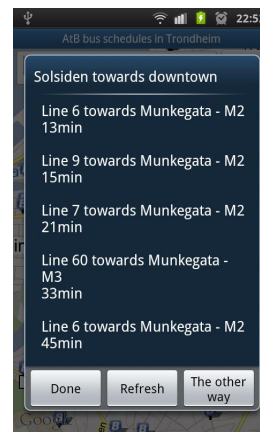 22:5
AtB bus schedules in Trondheim
Solsiden towards downtown
Line 6 towards Munkegata - M2
13min
Line 9 towards Munkegata - M2
15min
Line 7 towards Munkegata - M2
21min
Line 60 towards Munkegata -
M3
33min
Line 6 towards Munkegata - M2
45min
Done
Refresh
The other
way
Google